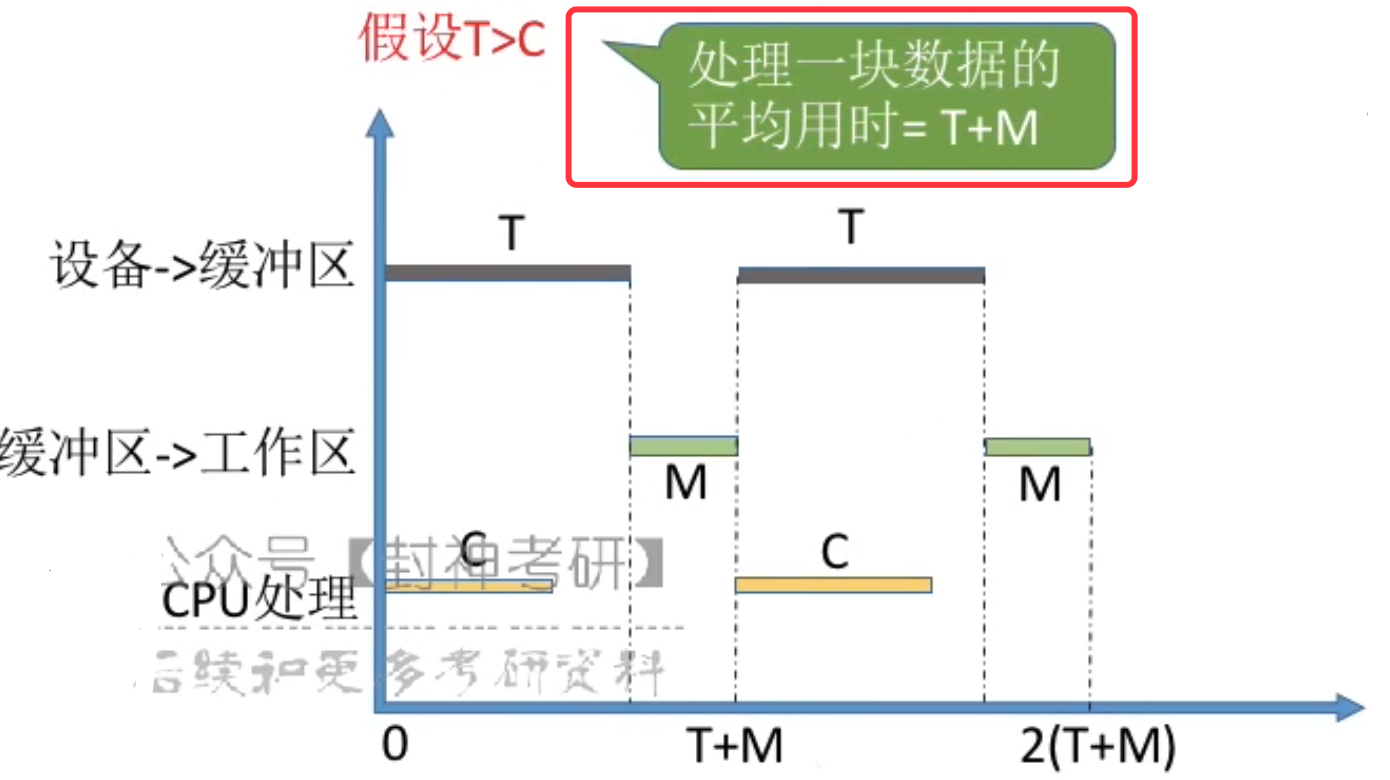 假设T>C
处理一块数据的
平均用时= T+M
T
T
设备->缓冲区
缓冲区->工作区
M
M
C
C
公众号【封神考研】
CPU处理
后续和更多考研资料
0
T+M
2(T+M)